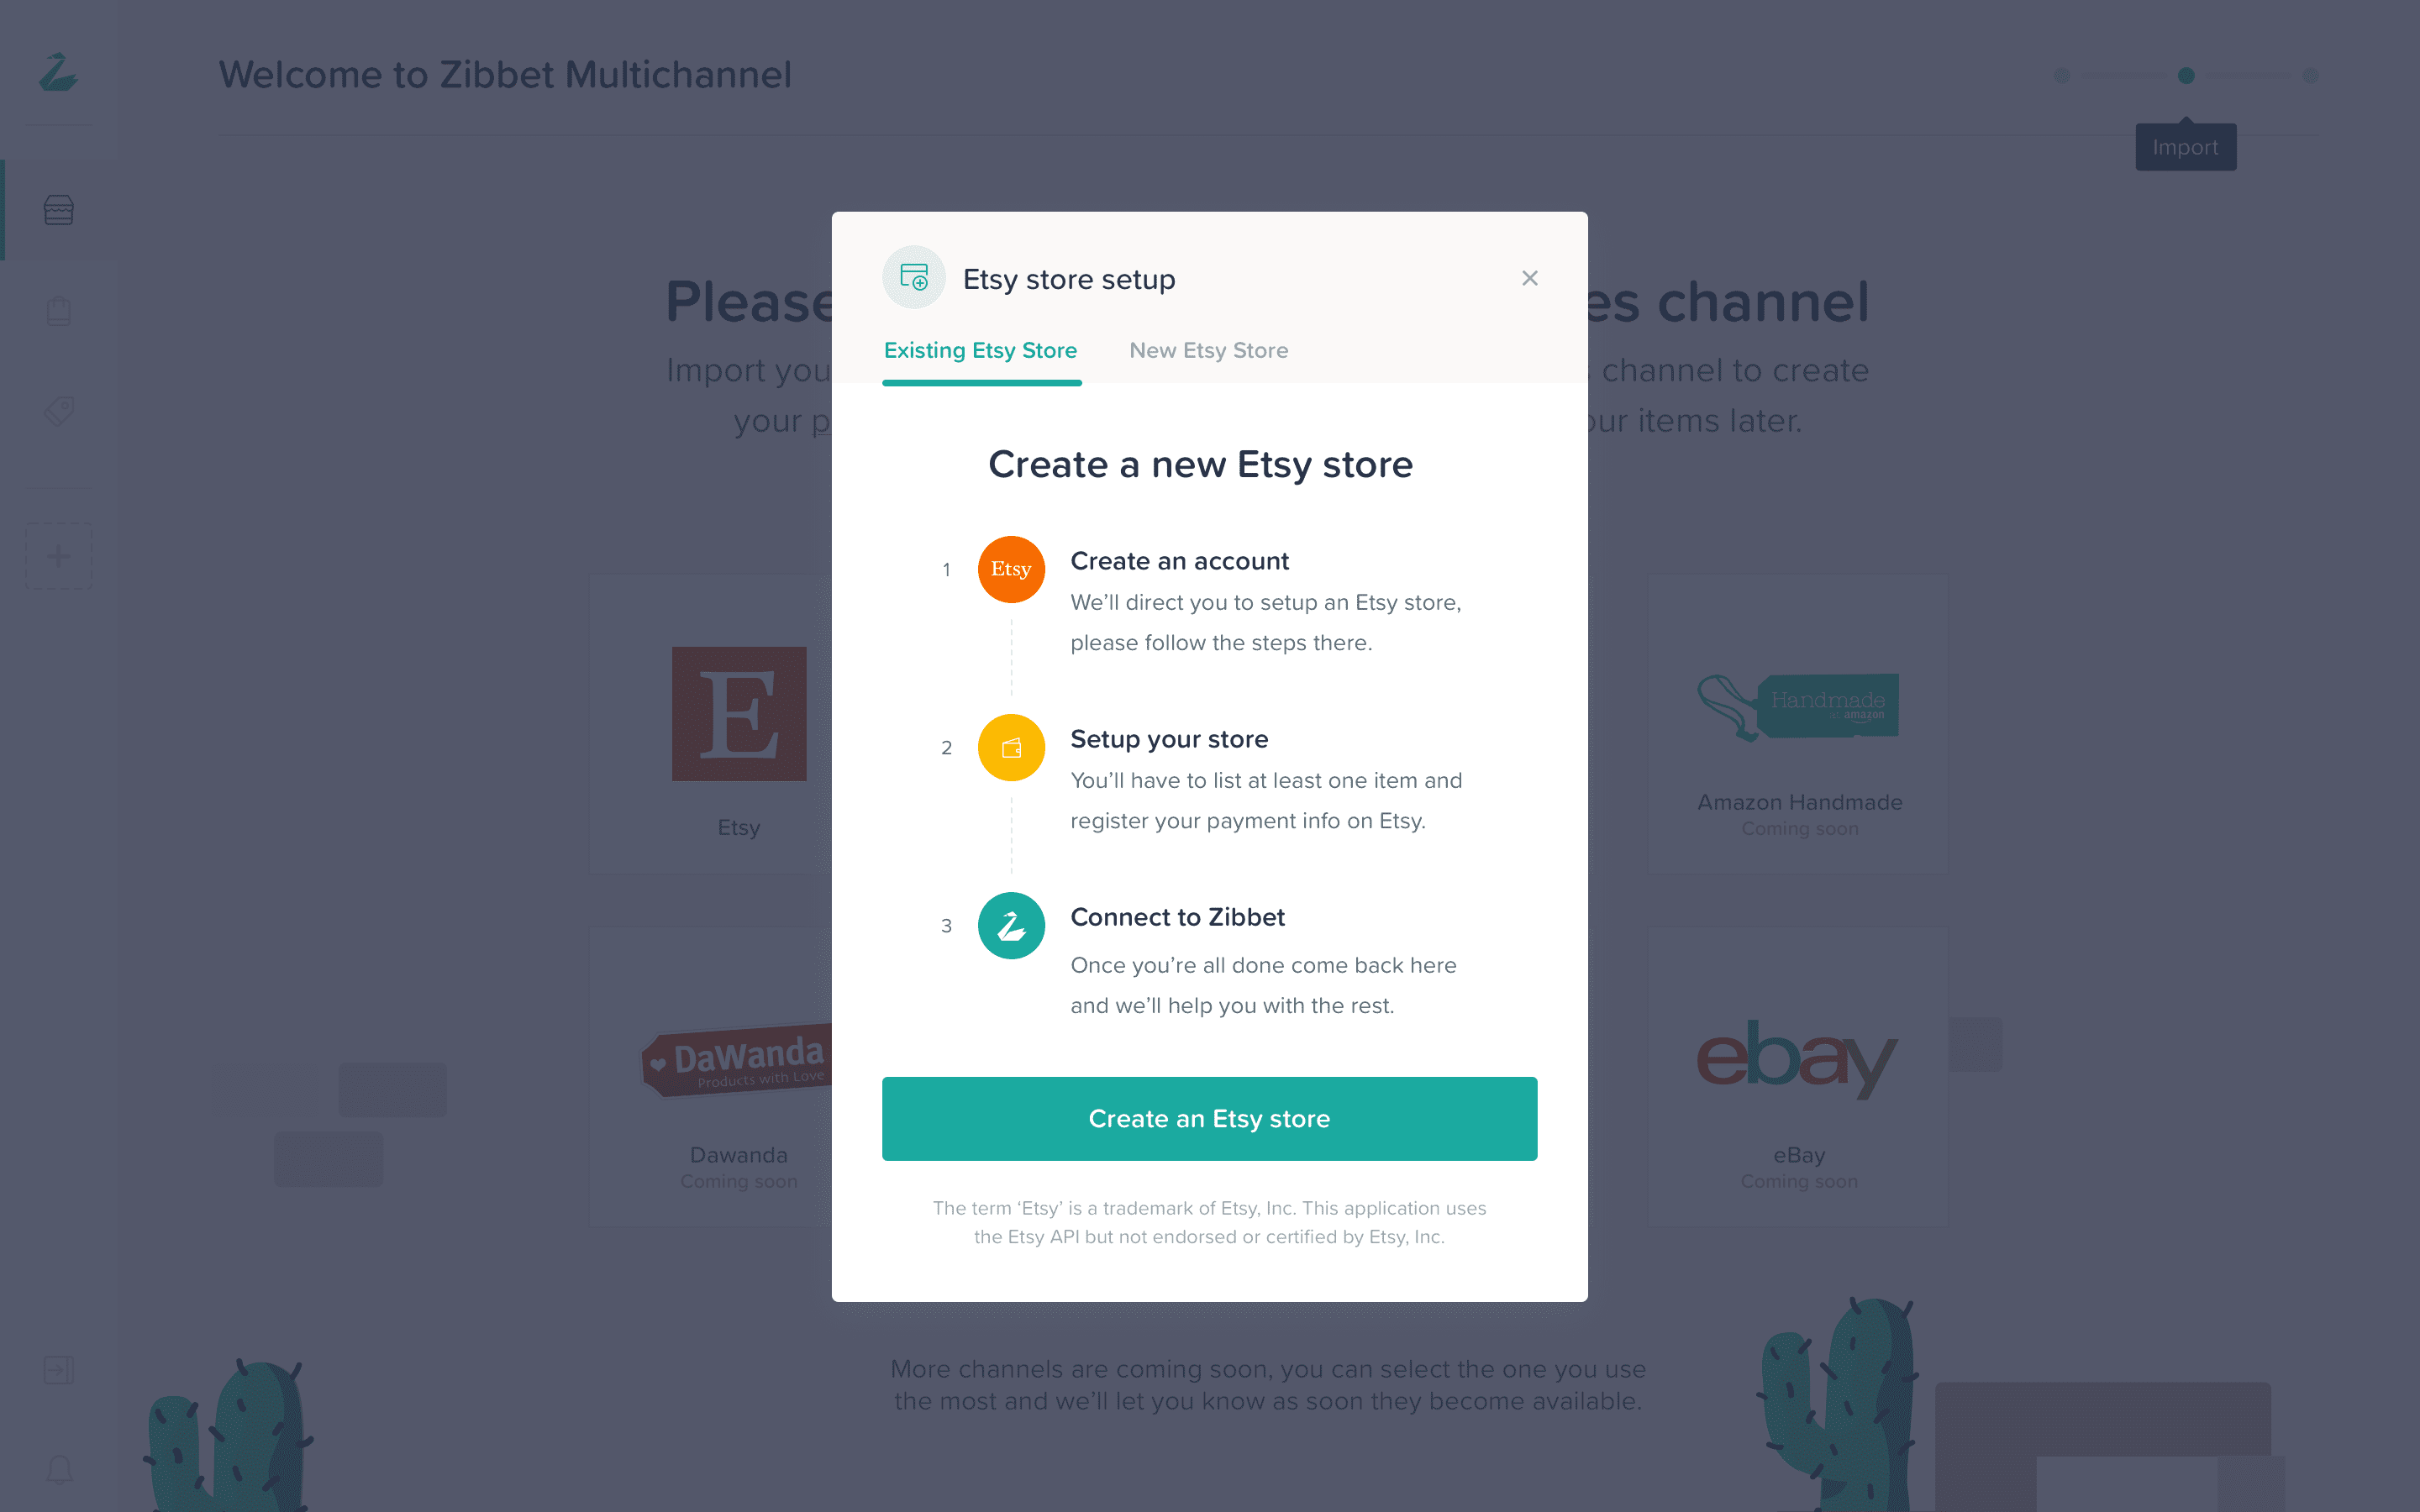 Welcome to Zibbet Multichannel
Import
Please
es channel
Import you
channel to create
your p
our items later.
Etsy store setup
Existing Etsy Store
New Etsy Store
Create a new Etsy store
1
Etsy
Create an account
We’ll direct you to setup an Etsy store,
please follow the steps there.
2
Setup your store
You’ll have to list at least one item and
register your payment info on Etsy.
3
Connect to Zibbet
Once you’re all done come back here
and we’ll help you with the rest.
Create an Etsy store
The term ‘Etsy’ is a trademark of Etsy, Inc. This application uses
the Etsy API but not endorsed or certified by Etsy, Inc.
E
Etsy
Handmade
at amazon
Amazon Handmade
Coming soon
DaWanda
Products with Love
Dawanda
Coming soon
ebay
eBay
Coming soon
More channels are coming soon, you can select the one you use
the most and we’ll let you know as soon they become available.